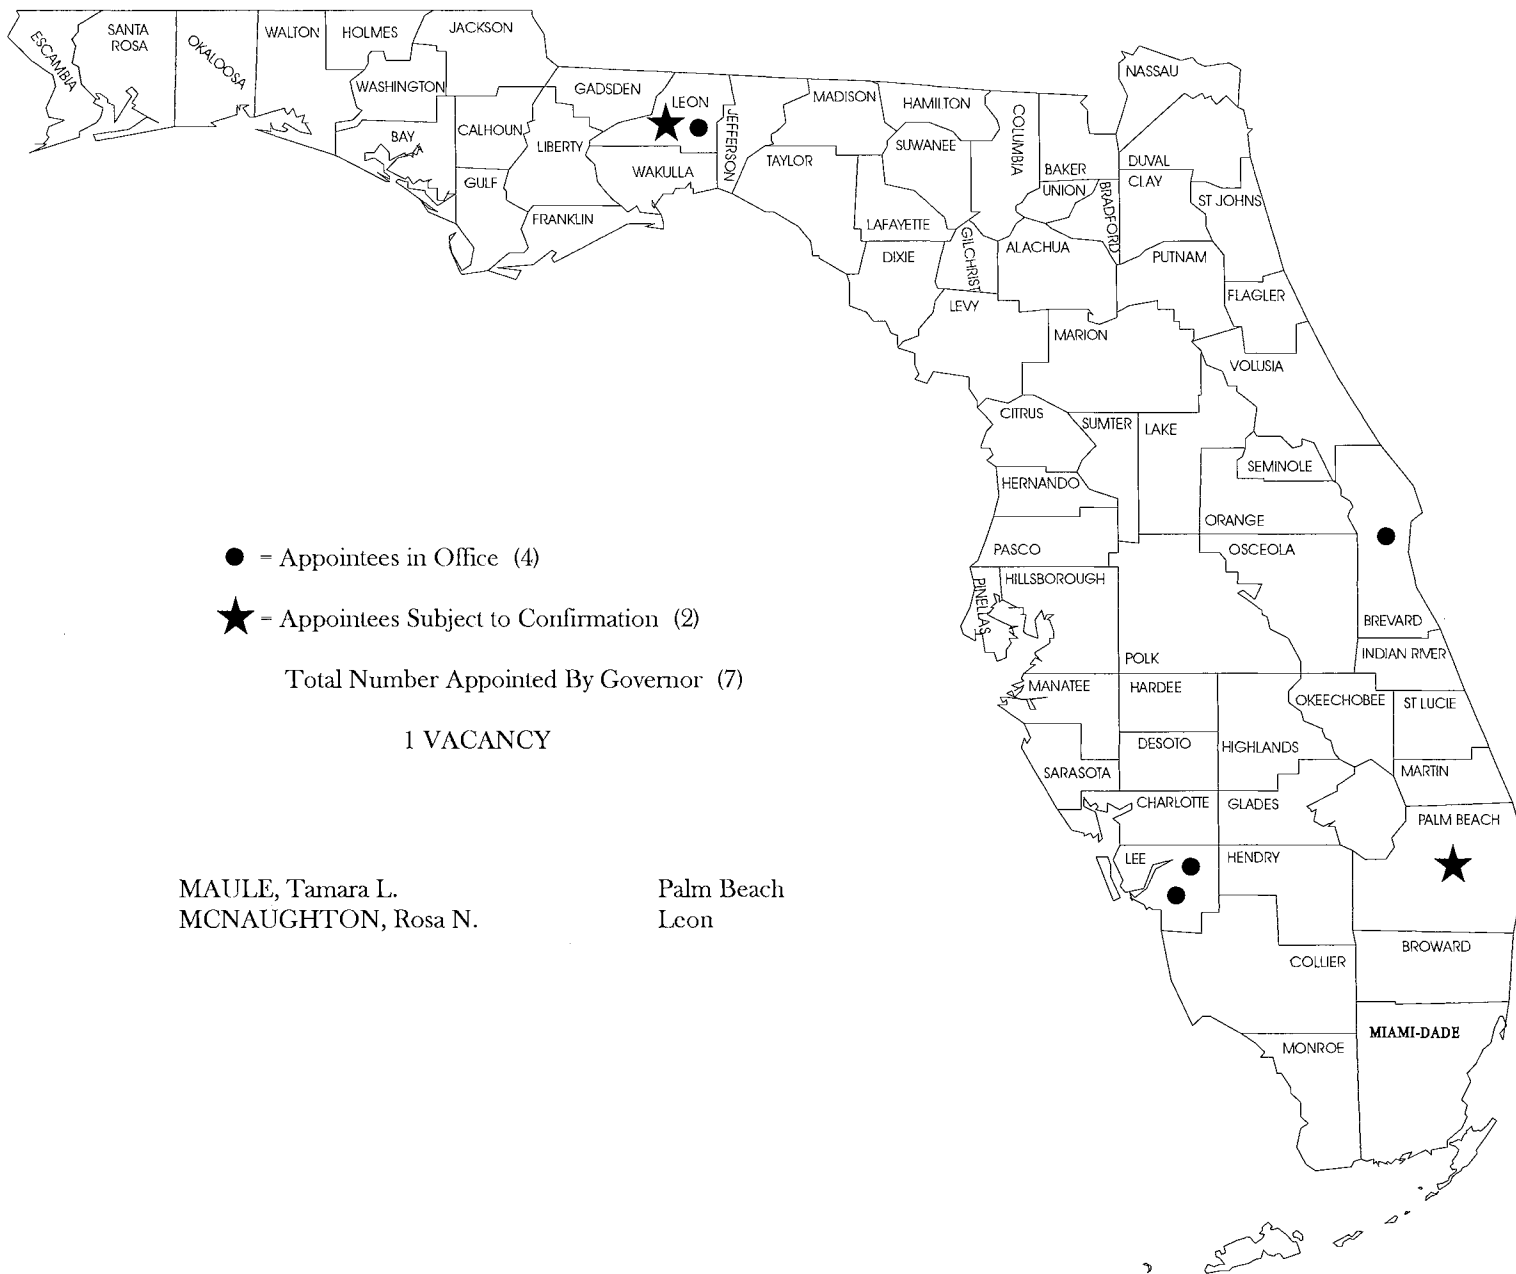 ESCAMBIA
SANTA
ROSA
OKALOOSA
WALTON
HOLMES
JACKSON
WASHINGTON
BAY
CALHOUN
GULF
GADSDEN
LIBERTY
FRANKLIN
LEON
WAKULLA
JEFFERSON
TAYLOR
MADISON
HAMILTON
SUWANEE
LAFAYETTE
DIXIE
COLUMBIA
GILCHRIST
BAKER
UNION
BRADFORD
ALACHUA
NASSAU
DUVAL
CLAY
ST JOHNS
PUTNAM
FLAGLER
LEVY
MARION
VOLUSIA
CITRUS
SUMTER
LAKE
SEMINOLE
HERNANDO
ORANGE
PASCO
OSCEOLA
PINELLAS
HILLSBOROUGH
BREVARD
POLK
INDIAN RIVER
MANATEE
HARDEE
OKEECHOBEE
ST LUCIE
DESOTO
HIGHLANDS
SARASOTA
MARTIN
CHARLOTTE
GLADES
PALM BEACH
LEE
HENDRY
COLLIER
BROWARD
MIAMI-DADE
MONROE
= Appointees in Office (4)
= Appointees Subject to Confirmation (2)
Total Number Appointed By Governor (7)
1 VACANCY
MAULE, Tamara L. Palm Beach
MCNAUGHTON, Rosa N. Leon